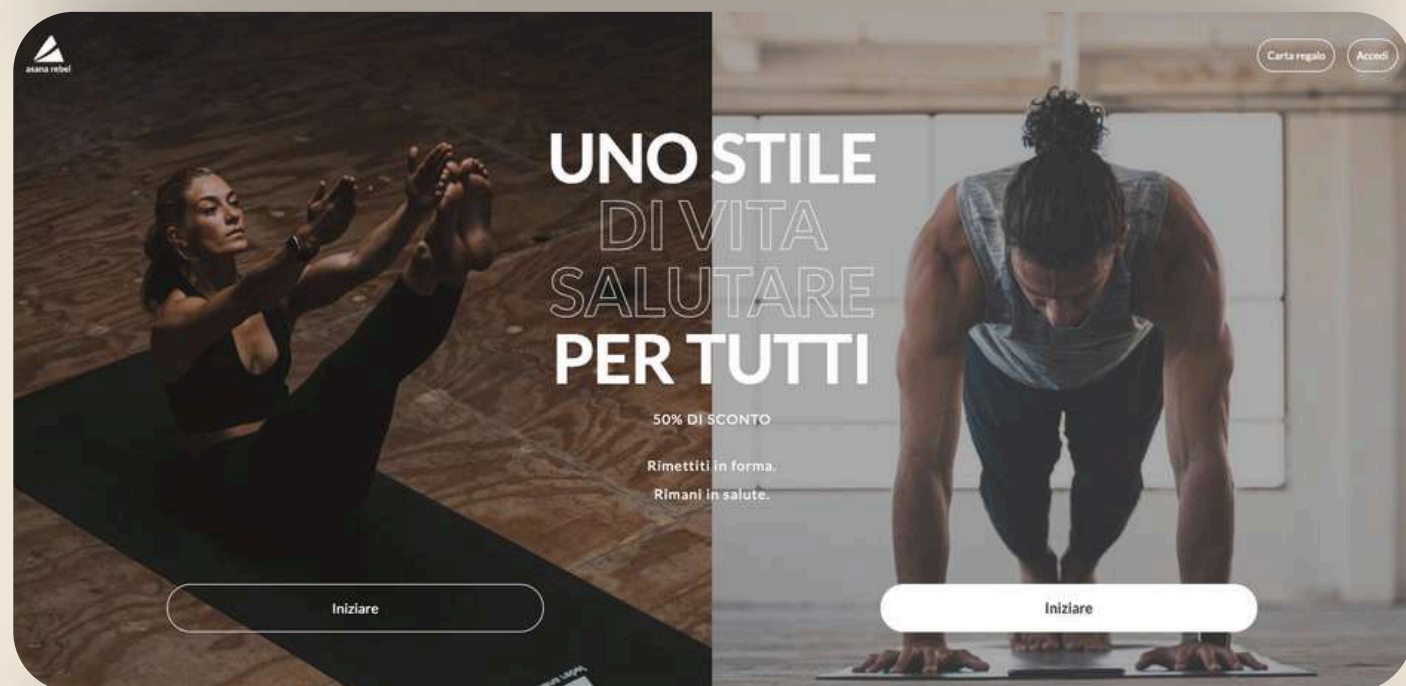 asana rebel
Carta regalo
Accedi
UNO STILE
DI VITA
SALUTARE
PER TUTTI
50% DI SCONTO
Rimettiti in forma.
Rimani in salute.
Iniziare
Iniziare